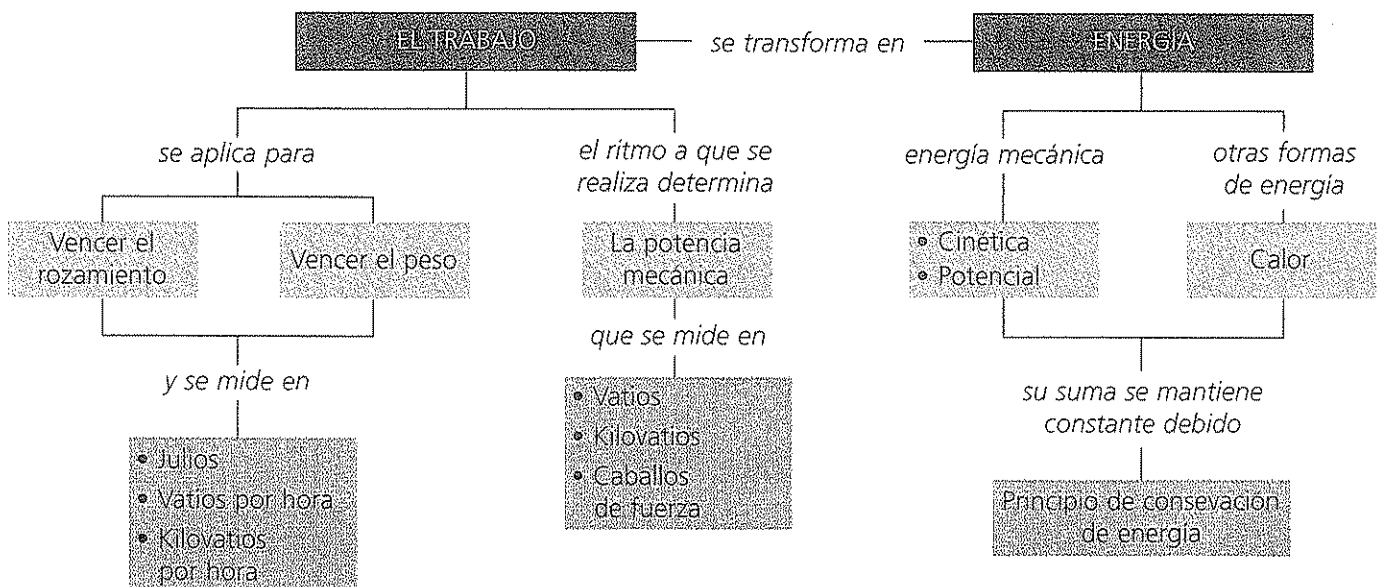 EL TRABAJO
se transforma en
ENERGÍA
se aplica para
el ritmo a que se
realiza determina
energía mecánica
otras formas
de energía
Vencer el
rozamiento
Vencer el peso
La potencia
mecánica
• Cinética
• Potencial
Calor
y se mide en
que se mide en
su suma se mantiene
constante debido
• Julios
• Vatios por hora
• Kilovatios
por hora
• Vatios
• Kilovatios
• Caballos
de fuerza
Principio de consevacion
de energía